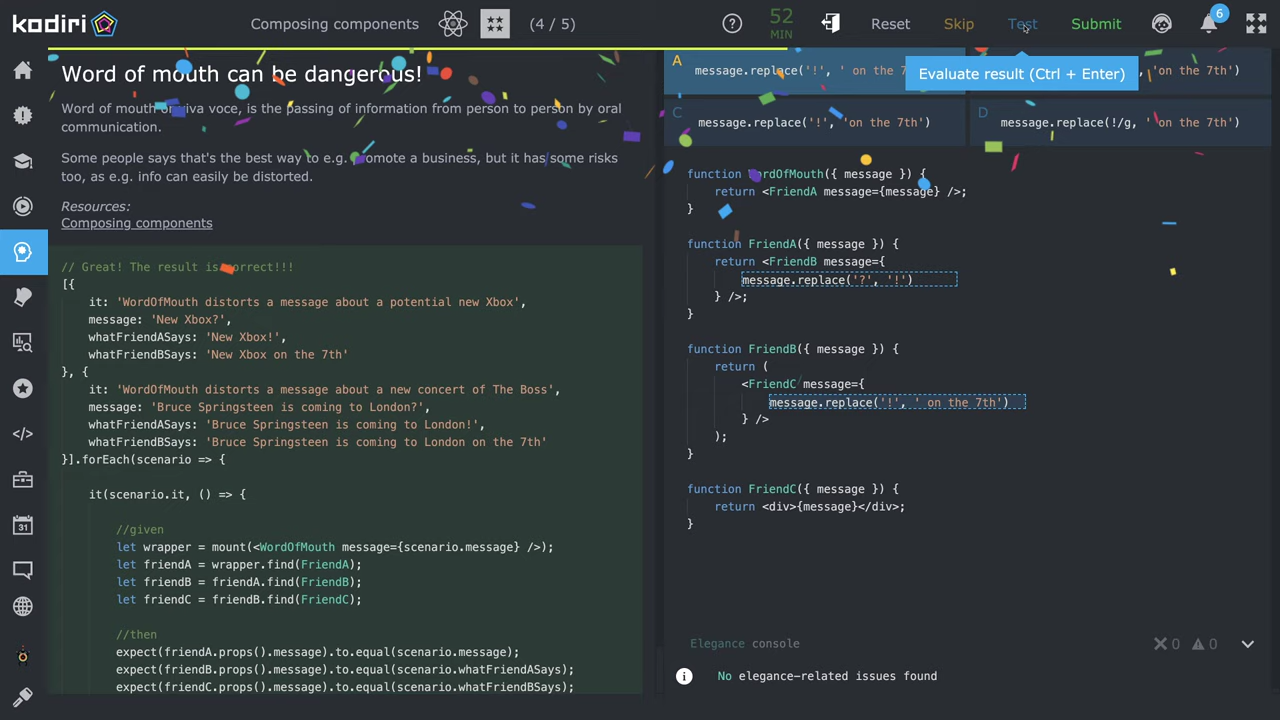 kodiri
Composing components
(4 / 5)
52
MIN
Reset
Skip
Test
Submit
6
Word of mouth can be dangerous!
Word of mouth or viva voce, is the passing of information from person to person by oral
communication.
Some people says that's the best way to e.g. promote a business, but it has some risks
too, as e.g. info can easily be distorted.
Resources:
Composing components
// Great! The result is correct!!!
[{
it: 'WordOfMouth distorts a message about a potential new Xbox',
message: 'New Xbox?',
whatFriendASays: 'New Xbox!',
whatFriendBSays: 'New Xbox on the 7th'
}, {
it: 'WordOfMouth distorts a message about a new concert of The Boss',
message: 'Bruce Springsteen is coming to London?',
whatFriendASays: 'Bruce Springsteen is coming to London!',
whatFriendBSays: 'Bruce Springsteen is coming to London on the 7th'
}].forEach(scenario => {
it(scenario.it, () => {
//given
let wrapper = mount(<WordOfMouth message={scenario.message} />);
let friendA = wrapper.find(FriendA);
let friendB = friendA.find(FriendB);
let friendC = friendB.find(FriendC);
//then
expect(friendA.props().message).to.equal(scenario.message);
expect(friendB.props().message).to.equal(scenario.whatFriendASays);
expect(friendC.props().message).to.equal(scenario.whatFriendBSays);
A
message.replace('!', ' on the 7
'on the 7th')
Evaluate result (Ctrl + Enter)
C
message.replace('!', 'on the 7th')
D
message.replace(!/g, ' on the 7th')
function WordOfMouth({ message }) {
return <FriendA message={message} />;
}
function FriendA({ message }) {
return <FriendB message={
message.replace('?', '!')
} />;
}
function FriendB({ message }) {
return (
<FriendC message={
message.replace('!', ' on the 7th')
} />
);
}
function FriendC({ message }) {
return <div>{message}</div>;
}
Elegance console
0
0
No elegance-related issues found
31